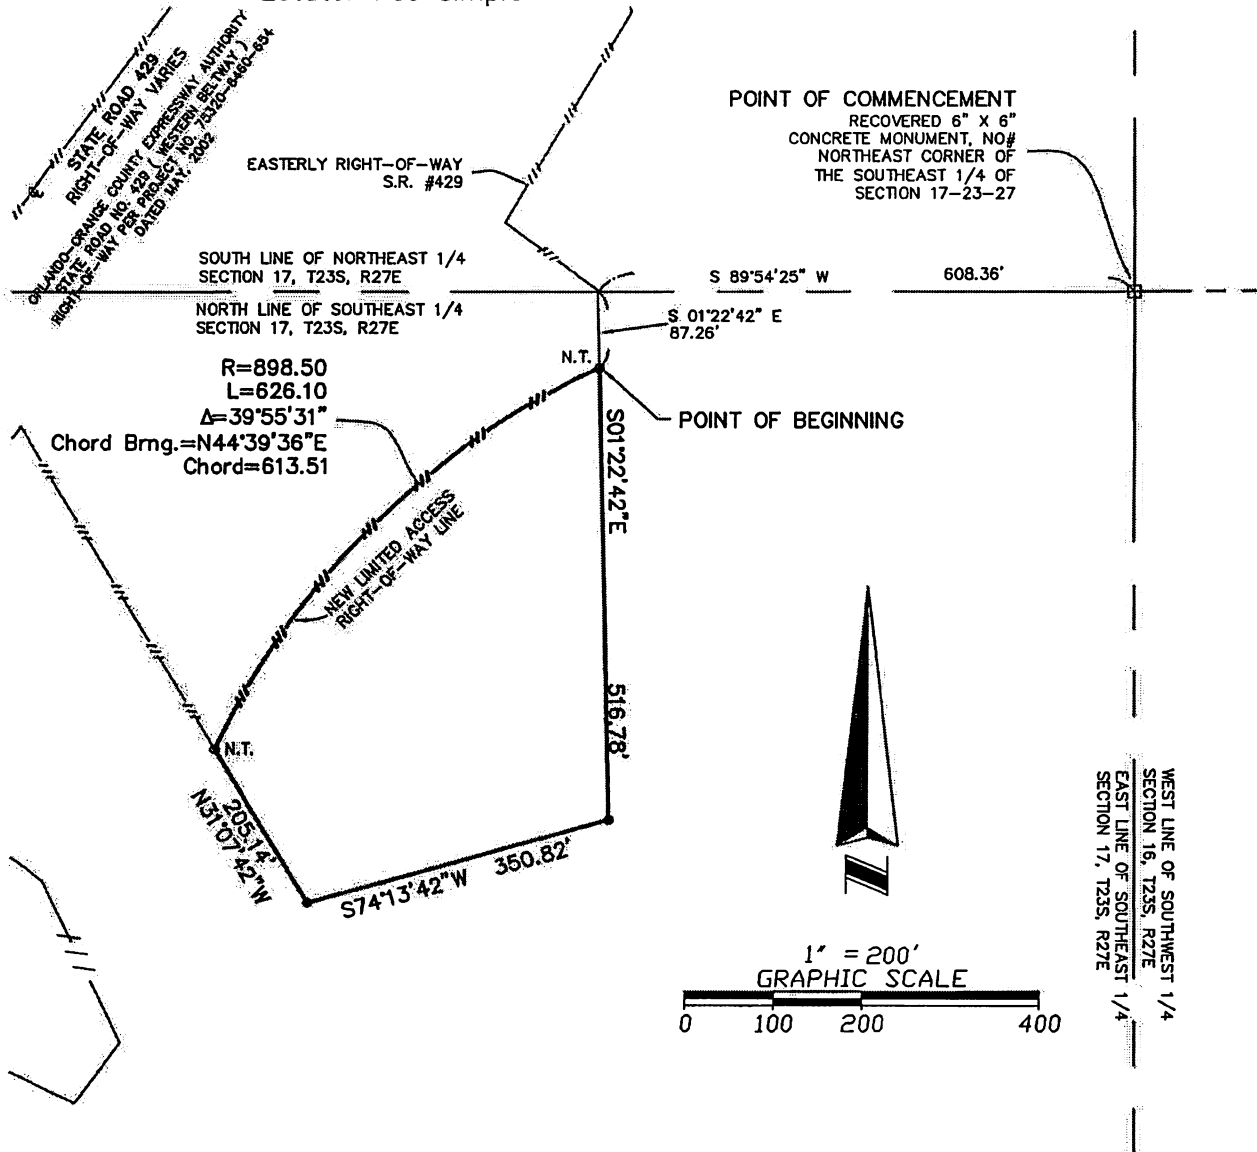 STATE ROAD 429
RIGHT-OF-WAY VARIES
ORLANDO-ORANGE COUNTY EXPRESSWAY AUTHORITY
STATE ROAD NO. 429 ( WESTERN BELTWAY )
RIGHT-OF-WAY PER PROJECT NO. 75320-6460-654
DATED MAY, 2002
EASTERLY RIGHT-OF-WAY
S.R. #429
POINT OF COMMENCEMENT
RECOVERED 6" X 6"
CONCRETE MONUMENT, NO#
NORTHEAST CORNER OF
THE SOUTHEAST 1/4 OF
SECTION 17-23-27
SOUTH LINE OF NORTHEAST 1/4
SECTION 17, T23S, R27E
S 89°54'25" W 608.36'
NORTH LINE OF SOUTHEAST 1/4
SECTION 17, T23S, R27E
S 01°22'42" E
87.26'
N.T.
R=898.50
L=626.10
Δ=39°55'31"
Chord Brng.=N44°39'36"E
Chord=613.51
POINT OF BEGINNING
S01°22'42"E
516.78'
NEW LIMITED ACCESS
RIGHT-OF-WAY LINE
N.T.
205.14'
N31°07'42"W
S74°13'42"W 350.82'
WEST LINE OF SOUTHWEST 1/4
SECTION 16, T23S, R27E
EAST LINE OF SOUTHEAST 1/4
SECTION 17, T23S, R27E
N
1" = 200'
GRAPHIC SCALE
0 100 200 400